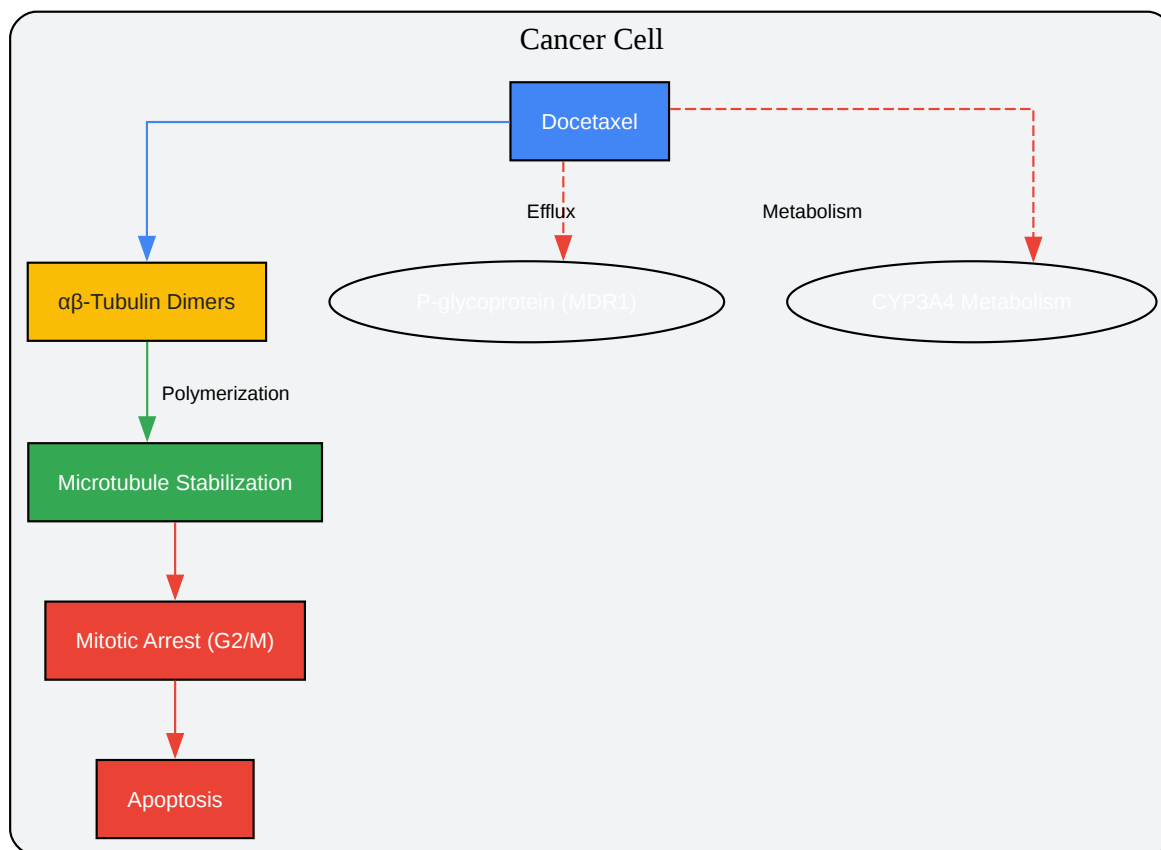 Cancer Cell
Docetaxel
Efflux
Metabolism
αβ-Tubulin Dimers
P-glycoprotein (MDR1)
CYP3A4 Metabolism
Polymerization
Microtubule Stabilization
Mitotic Arrest (G2/M)
Apoptosis